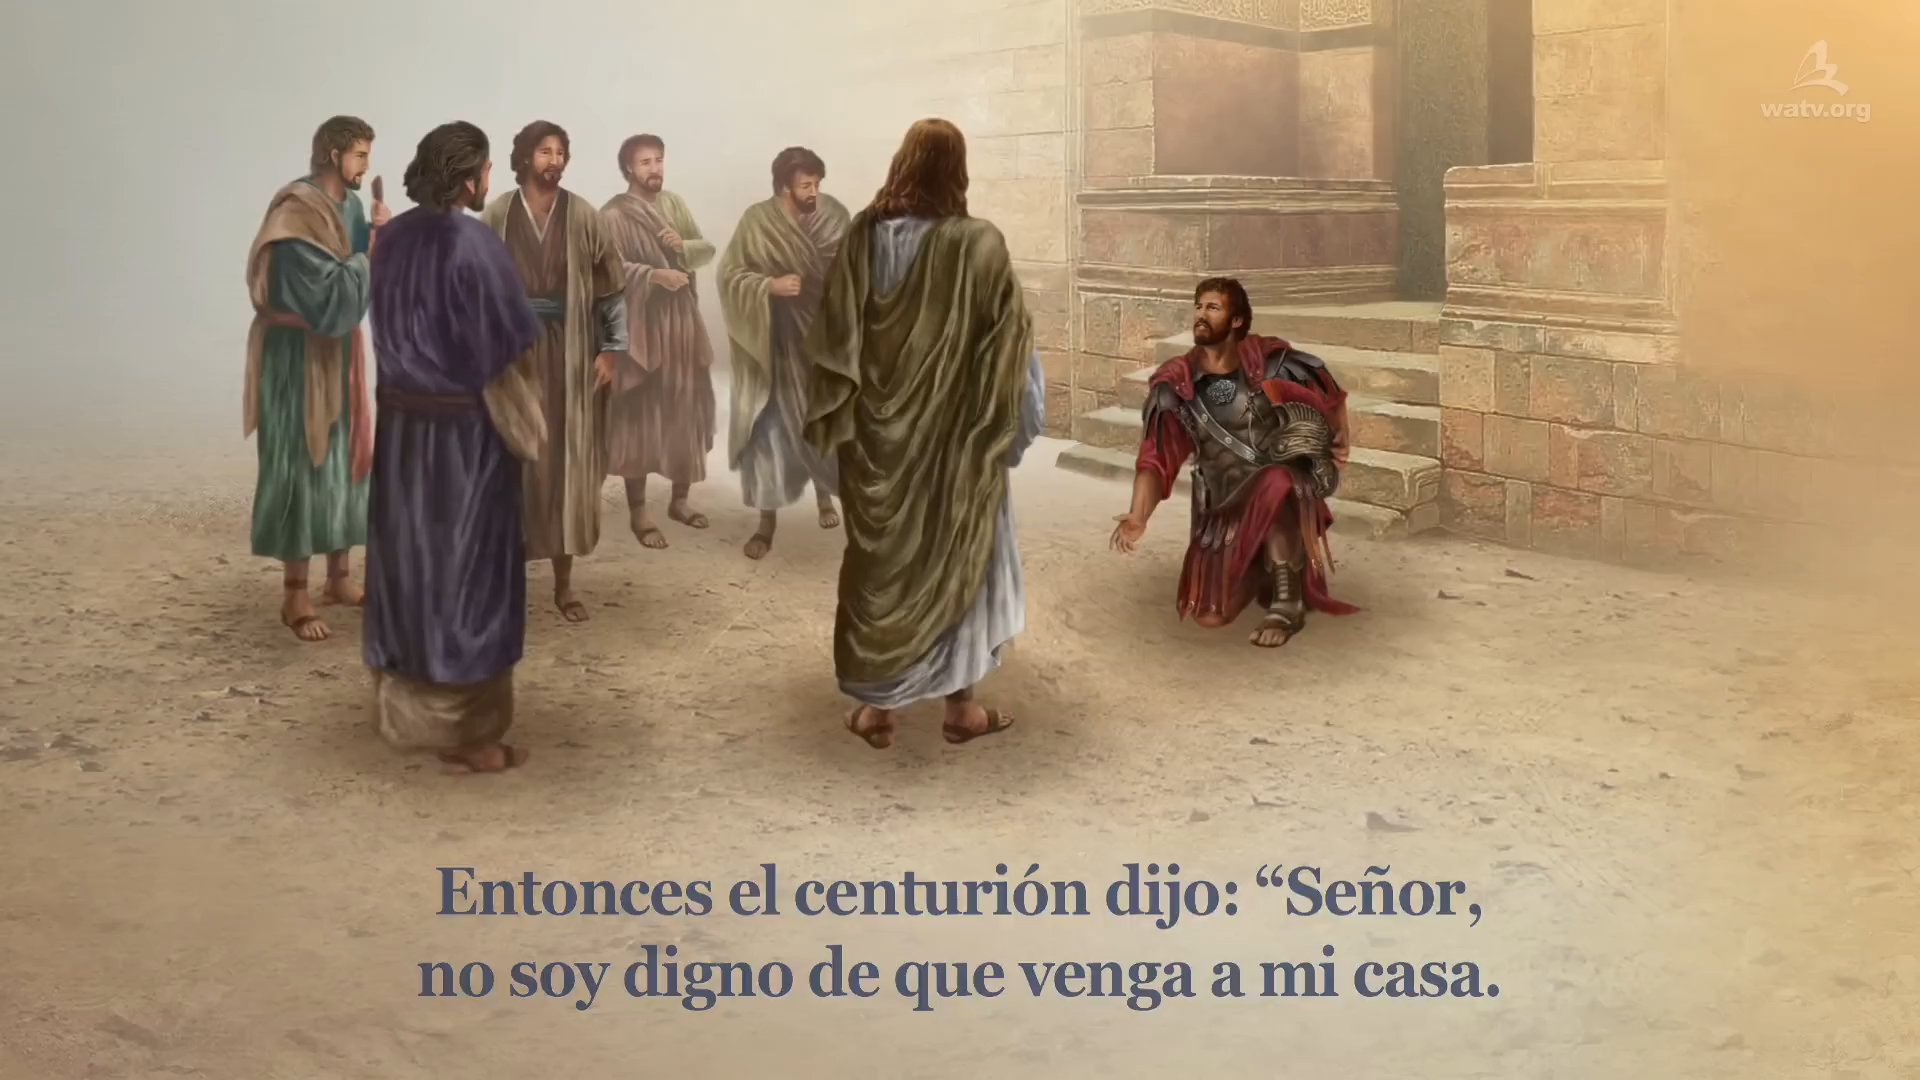 watv.org
Entonces el centurión dijo: “Señor,
no soy digno de que venga a mi casa.